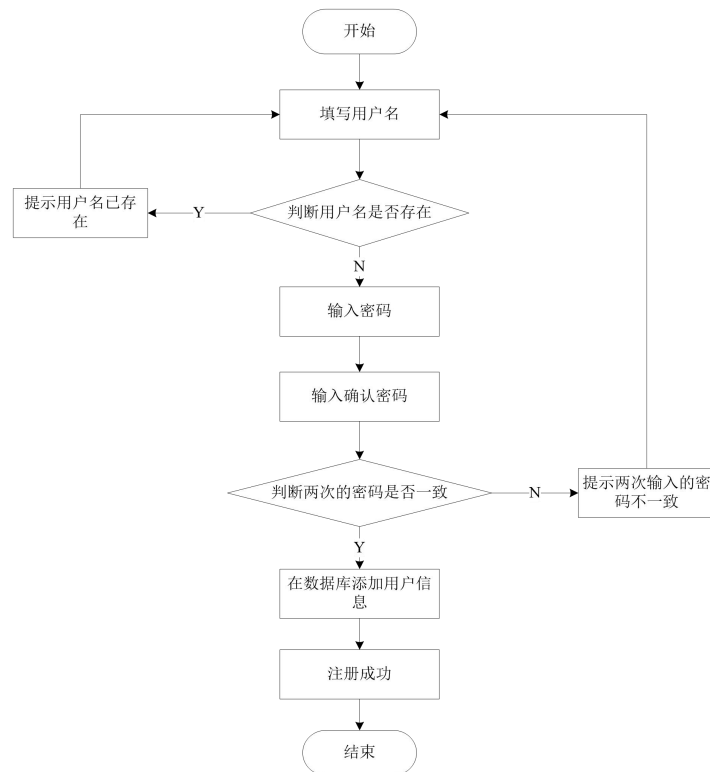 开始
填写用户名
提示用户名已存
在
Y
判断用户名是否存在
N
输入密码
输入确认密码
判断两次的密码是否一致
N
提示两次输入的密
码不一致
Y
在数据库添加用户信
息
注册成功
结束